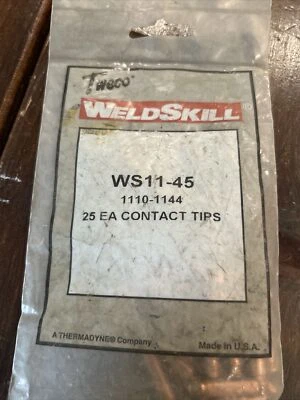 Tweco®
WELDSKILL®
WS11-45
1110-1144
25 EA CONTACT TIPS
A THERMADYNE® Company
Made in U.S.A.